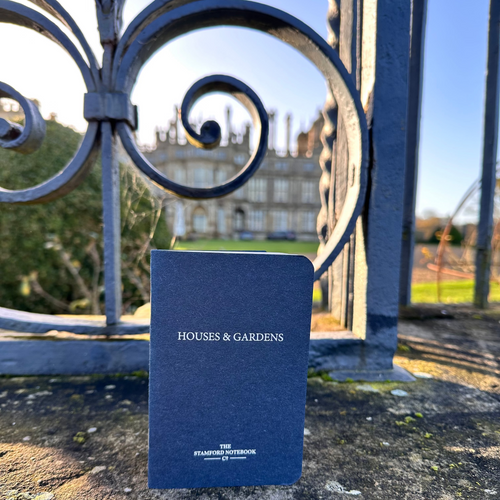 HOUSES & GARDENS
THE
STAMFORD NOTEBOOK
Cº